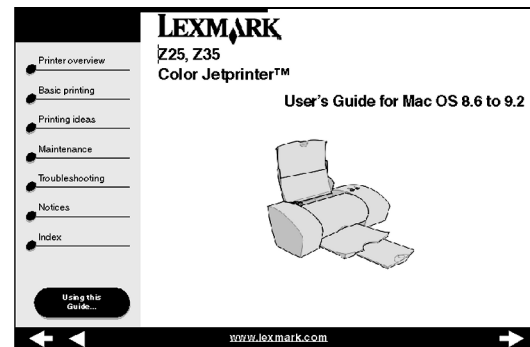 LEXMARK
Z25, Z35
Color Jetprinter™
User's Guide for Mac OS 8.6 to 9.2
Printer overview
Basic printing
Printing ideas
Maintenance
Troubleshooting
Notices
Index
Using this
Guide...
www.lexmark.com